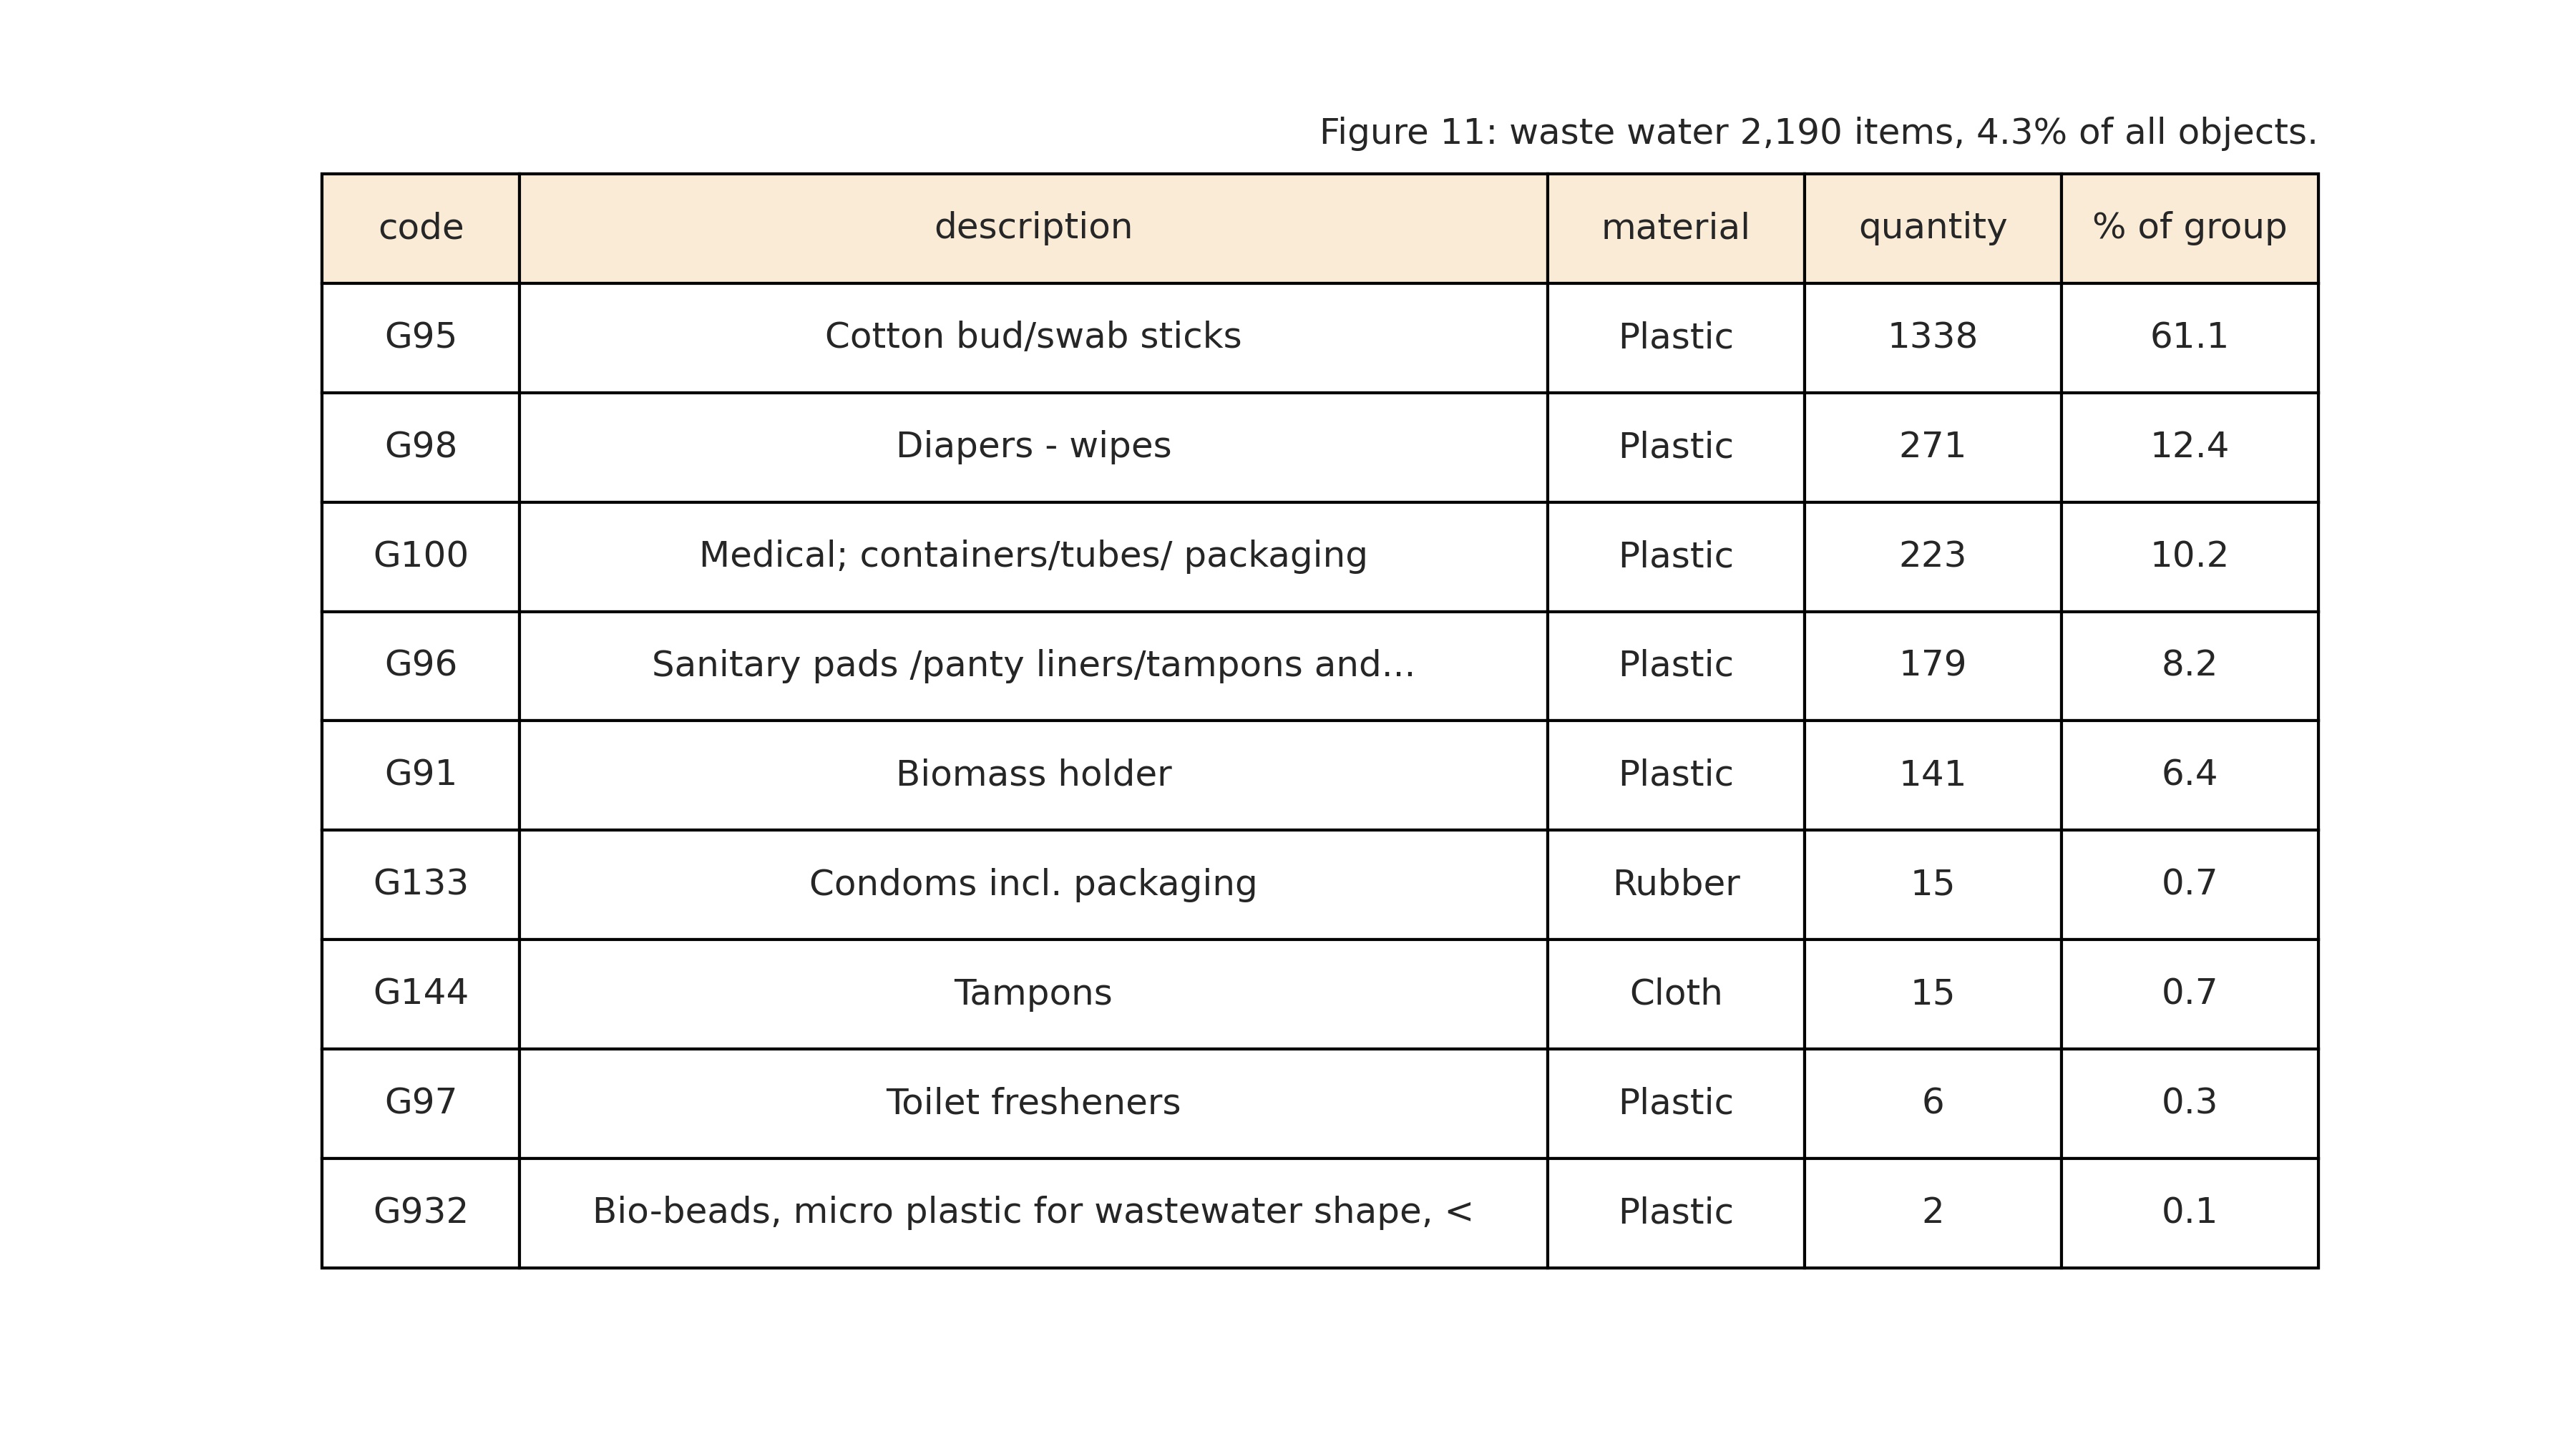 Figure 11: waste water 2,190 items, 4.3% of all objects.
code description material quantity % of group
G95 Cotton bud/swab sticks Plastic 1338 61.1
G98 Diapers - wipes Plastic 271 12.4
G100 Medical; containers/tubes/ packaging Plastic 223 10.2
G96 Sanitary pads /panty liners/tampons and... Plastic 179 8.2
G91 Biomass holder Plastic 141 6.4
G133 Condoms incl. packaging Rubber 15 0.7
G144 Tampons Cloth 15 0.7
G97 Toilet fresheners Plastic 6 0.3
G932 Bio-beads, micro plastic for wastewater shape, < Plastic 2 0.1